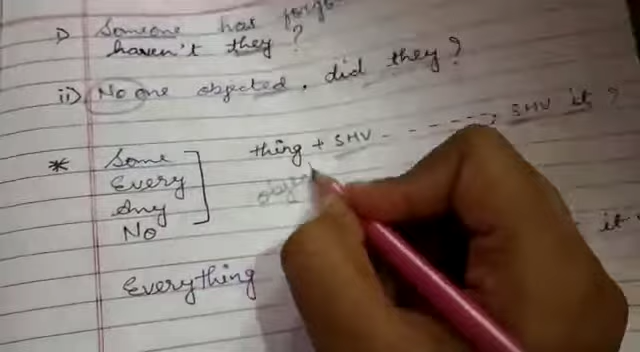 i) Someone has
haven't they?
ii) No one objected, did they?
* Some
Every
Any
No
thing + SHV - - - - - - , SHV it ?
it
Everything